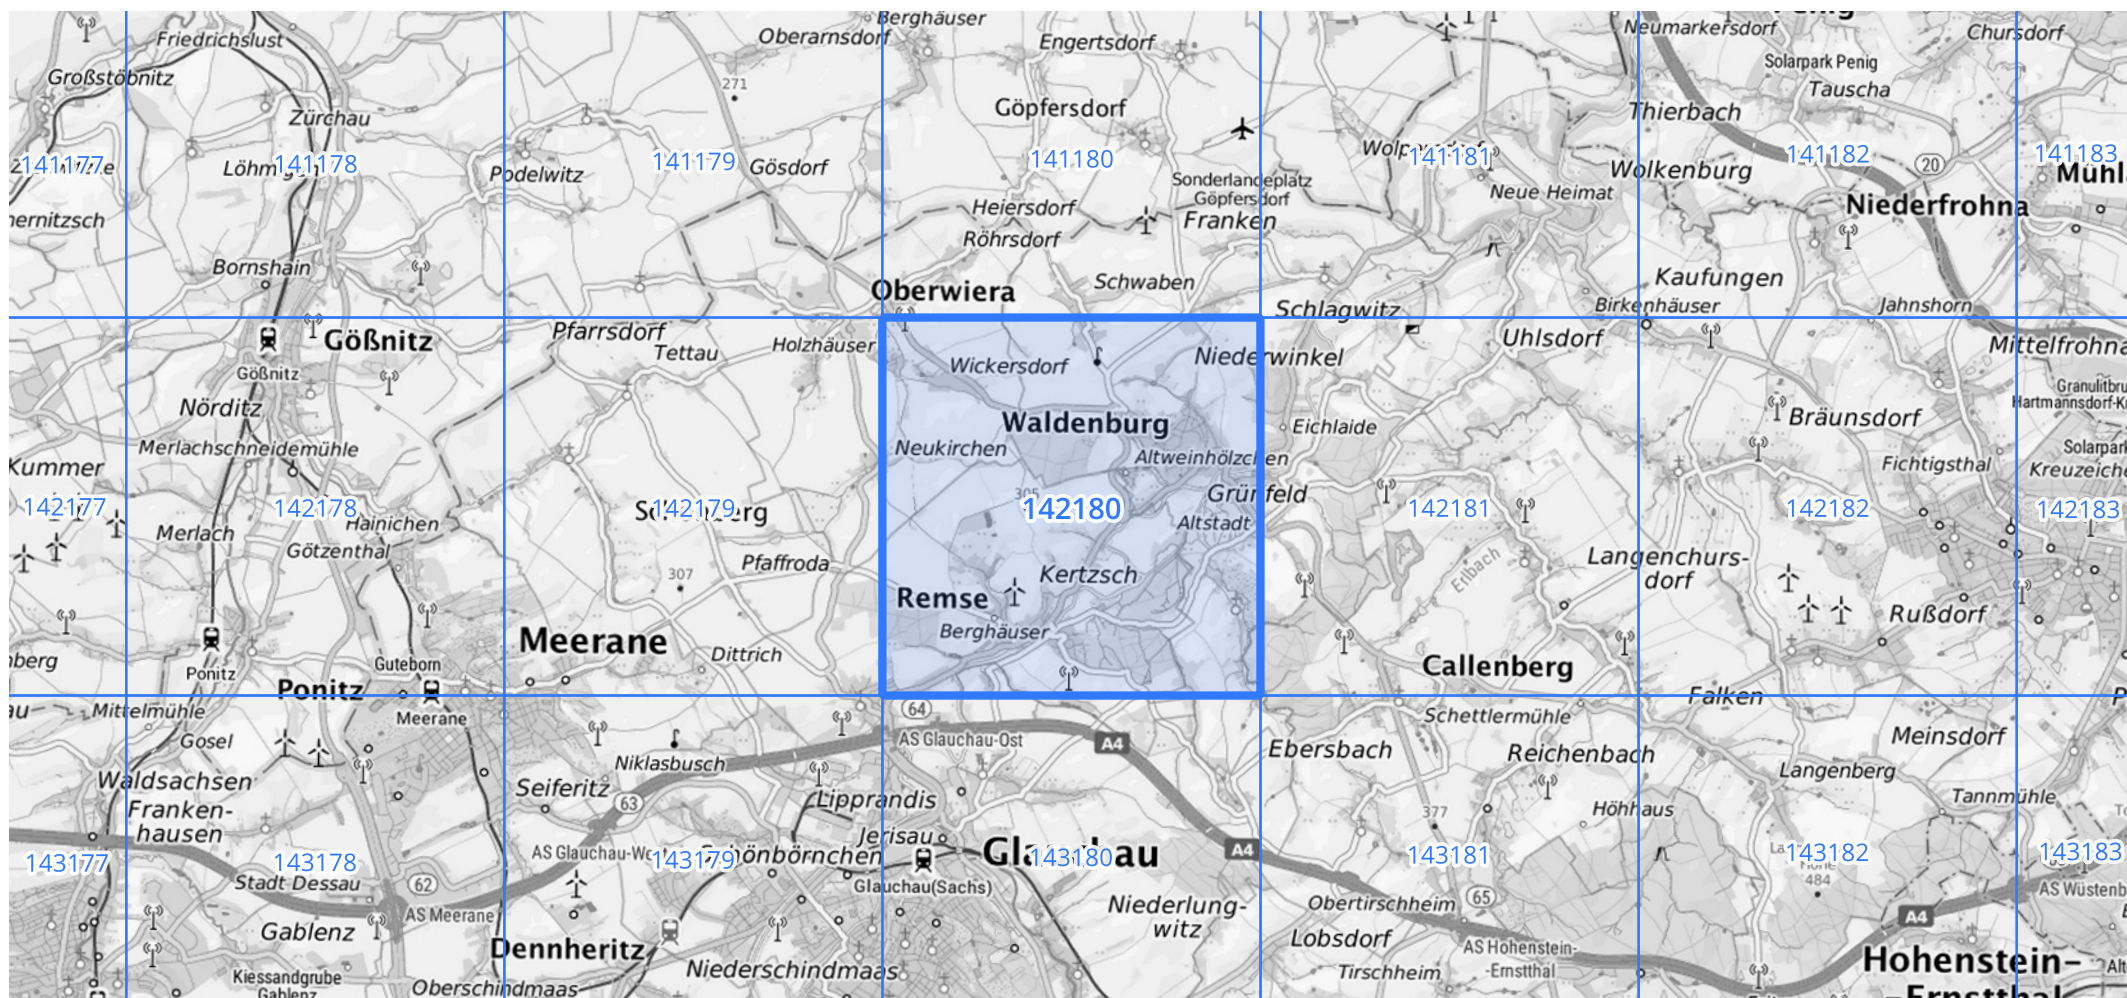 Berghäuser
Friedrichslust
Oberarnsdorf
Engertsdorf
Neumarkersdorf
Chursdorf
Großstöbnitz
Solarpark Penig
271
Tauscha
Göpfersdorf
Zürchau
Thierbach
141177
141178
Podelwitz
141179
Gösdorf
141180
141181
141182
20
141183
Wolkenburg
Sonderlandeplatz
Göpfersdorf
Neue Heimat
Niederfrohna
Heiersdorf
Franken
Röhrsdorf
Bornshain
Schwaben
Kaufungen
Oberwiera
Schlagwitz
Birkenhäuser
Jahnshorn
Gößnitz
Pfarrsdorf
Tettau
Holzhäuser
Uhlsdorf
Mittelfrohna
Gößnitz
Wickersdorf
Niederwinkel
Nörditz
Waldenburg
Eichlaide
Bräunsdorf
Merlachschneidemühle
Neukirchen
Altweinhölzchen
Fichtigsthal
Kummer
142177
142178
142179
142180
Grünfeld
142181
142182
142183
Merlach
Hainichen
Altstadt
Götzenthal
Pfaffroda
Erlbach
Langenchurs-
dorf
307
Kertzsch
Remse
Rußdorf
Berghäuser
Meerane
Dittrich
Guteborn
Ponitz
Callenberg
Ponitz
Meerane
Falken
Mittelmühle
64
Schettlermühle
Gosel
AS Glauchau-Ost
A4
Ebersbach
Reichenbach
Meinsdorf
Niklasbusch
Langenberg
Waldsachsen
Seiferitz
Lipprandis
Tannmühle
Franken-
hausen
63
Höhhaus
377
Jerisau
143177
143178
143179
143180
A4
143181
143182
143183
Stadt Dessau
62
Glauchau(Sachs)
484
AS Meerane
Niederlung-
witz
Obertirschheim
65
A4
Gablenz
Dennheritz
Lobsdorf
AS Hohenstein-
-Ernstthal
Hohenstein-
-Ernstthal
Kiessandgrube
Gablenz
Oberschindmaas
Niederschindmaas
Tirschheim